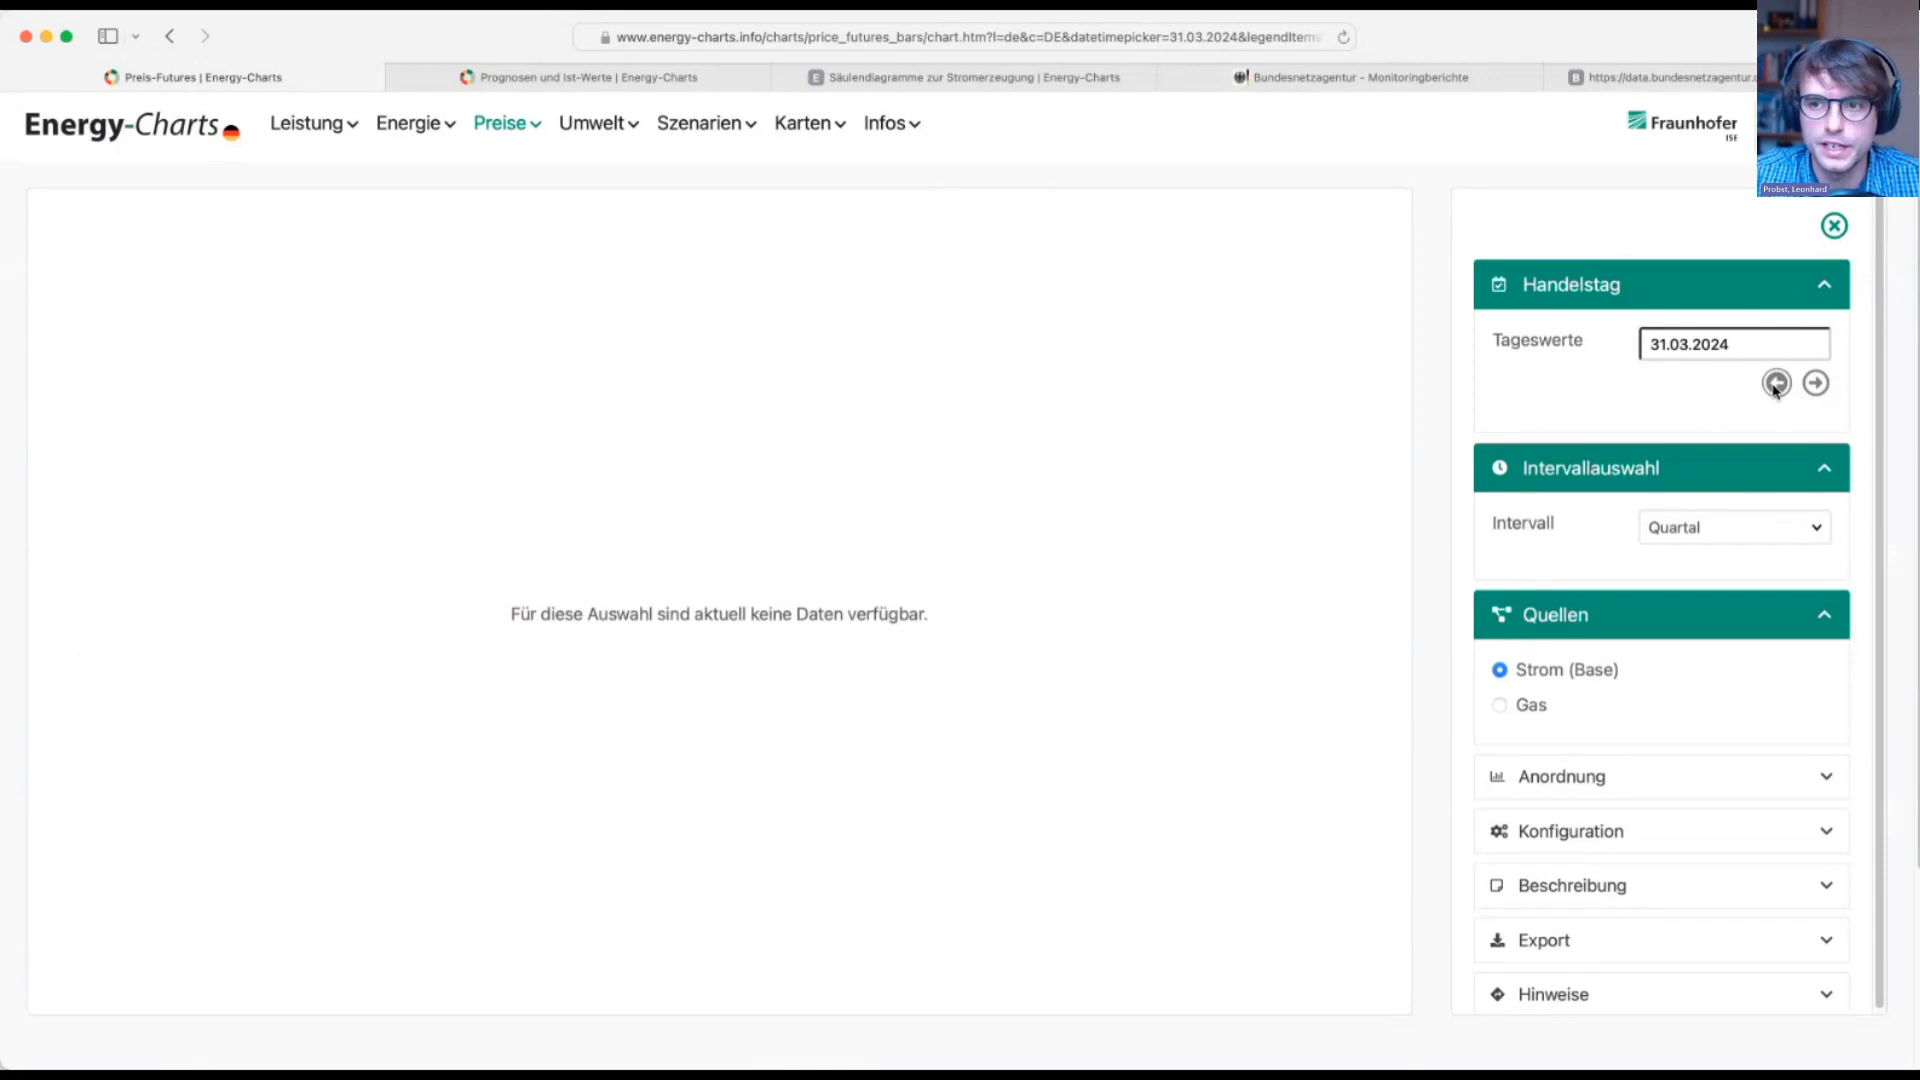 www.energy-charts.info/charts/price_futures_bars/chart.htm?l=de&c=DE&datetimepicker=31.03.2024&legendItems
Preis-Futures | Energy-Charts
Prognosen und Ist-Werte | Energy-Charts
E Säulendiagramme zur Stromerzeugung | Energy-Charts
Bundesnetzagentur - Monitoringberichte
B https://data.bundesnetzagentur.
Energy-Charts
Leistung
Energie
Preise
Umwelt
Szenarien
Karten
Infos
Fraunhofer
ISE
Probst, Leonhard
Handelstag
Tageswerte
31.03.2024
Intervallauswahl
Intervall
Quartal
Für diese Auswahl sind aktuell keine Daten verfügbar.
Quellen
Strom (Base)
Gas
Anordnung
Konfiguration
Beschreibung
Export
Hinweise